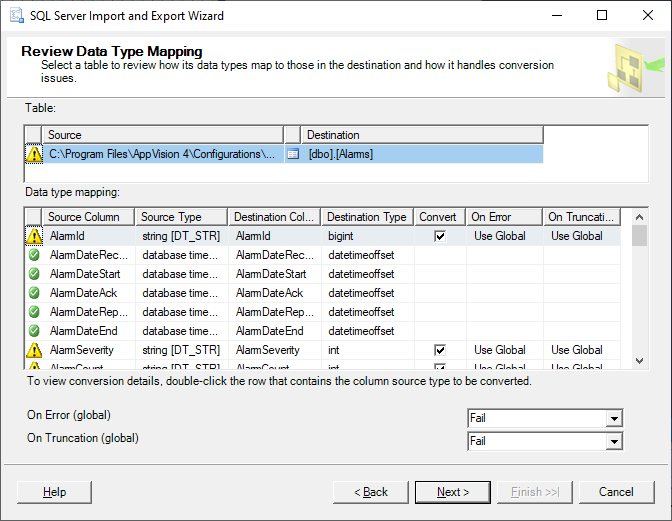 SQL Server Import and Export Wizard
Review Data Type Mapping
Select a table to review how its data types map to those in the destination and how it handles conversion
issues.
Table:
Source Destination
C:\Program Files\AppVision 4\Configurations\... [dbo].[Alarms]
Data type mapping:
Source Column Source Type Destination Col... Destination Type Convert On Error On Truncati...
AlarmId string [DT_STR] AlarmId bigint Use Global Use Global
AlarmDateRec... database time... AlarmDateRec... datetimeoffset
AlarmDateStart database time... AlarmDateStart datetimeoffset
AlarmDateAck database time... AlarmDateAck datetimeoffset
AlarmDateRep... database time... AlarmDateRep... datetimeoffset
AlarmDateEnd database time... AlarmDateEnd datetimeoffset
AlarmSeverity string [DT_STR] AlarmSeverity int Use Global Use Global
AlarmCount string [DT_STR] AlarmCount int Use Global Use Global
To view conversion details, double-click the row that contains the column source type to be converted.
On Error (global) Fail
On Truncation (global) Fail
Help < Back Next > Finish >>| Cancel